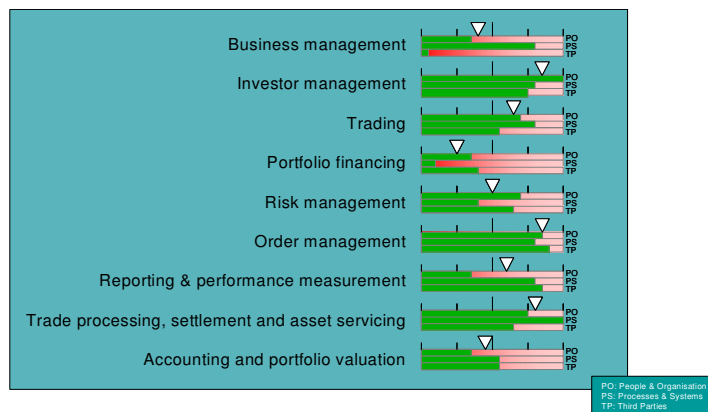 Business management
PO
PS
TP
Investor management
PO
PS
TP
Trading
PO
PS
TP
Portfolio financing
PO
PS
TP
Risk management
PO
PS
TP
Order management
PO
PS
TP
Reporting & performance measurement
PO
PS
TP
Trade processing, settlement and asset servicing
PO
PS
TP
Accounting and portfolio valuation
PO
PS
TP
PO: People & Organisation
PS: Processes & Systems
TP: Third Parties